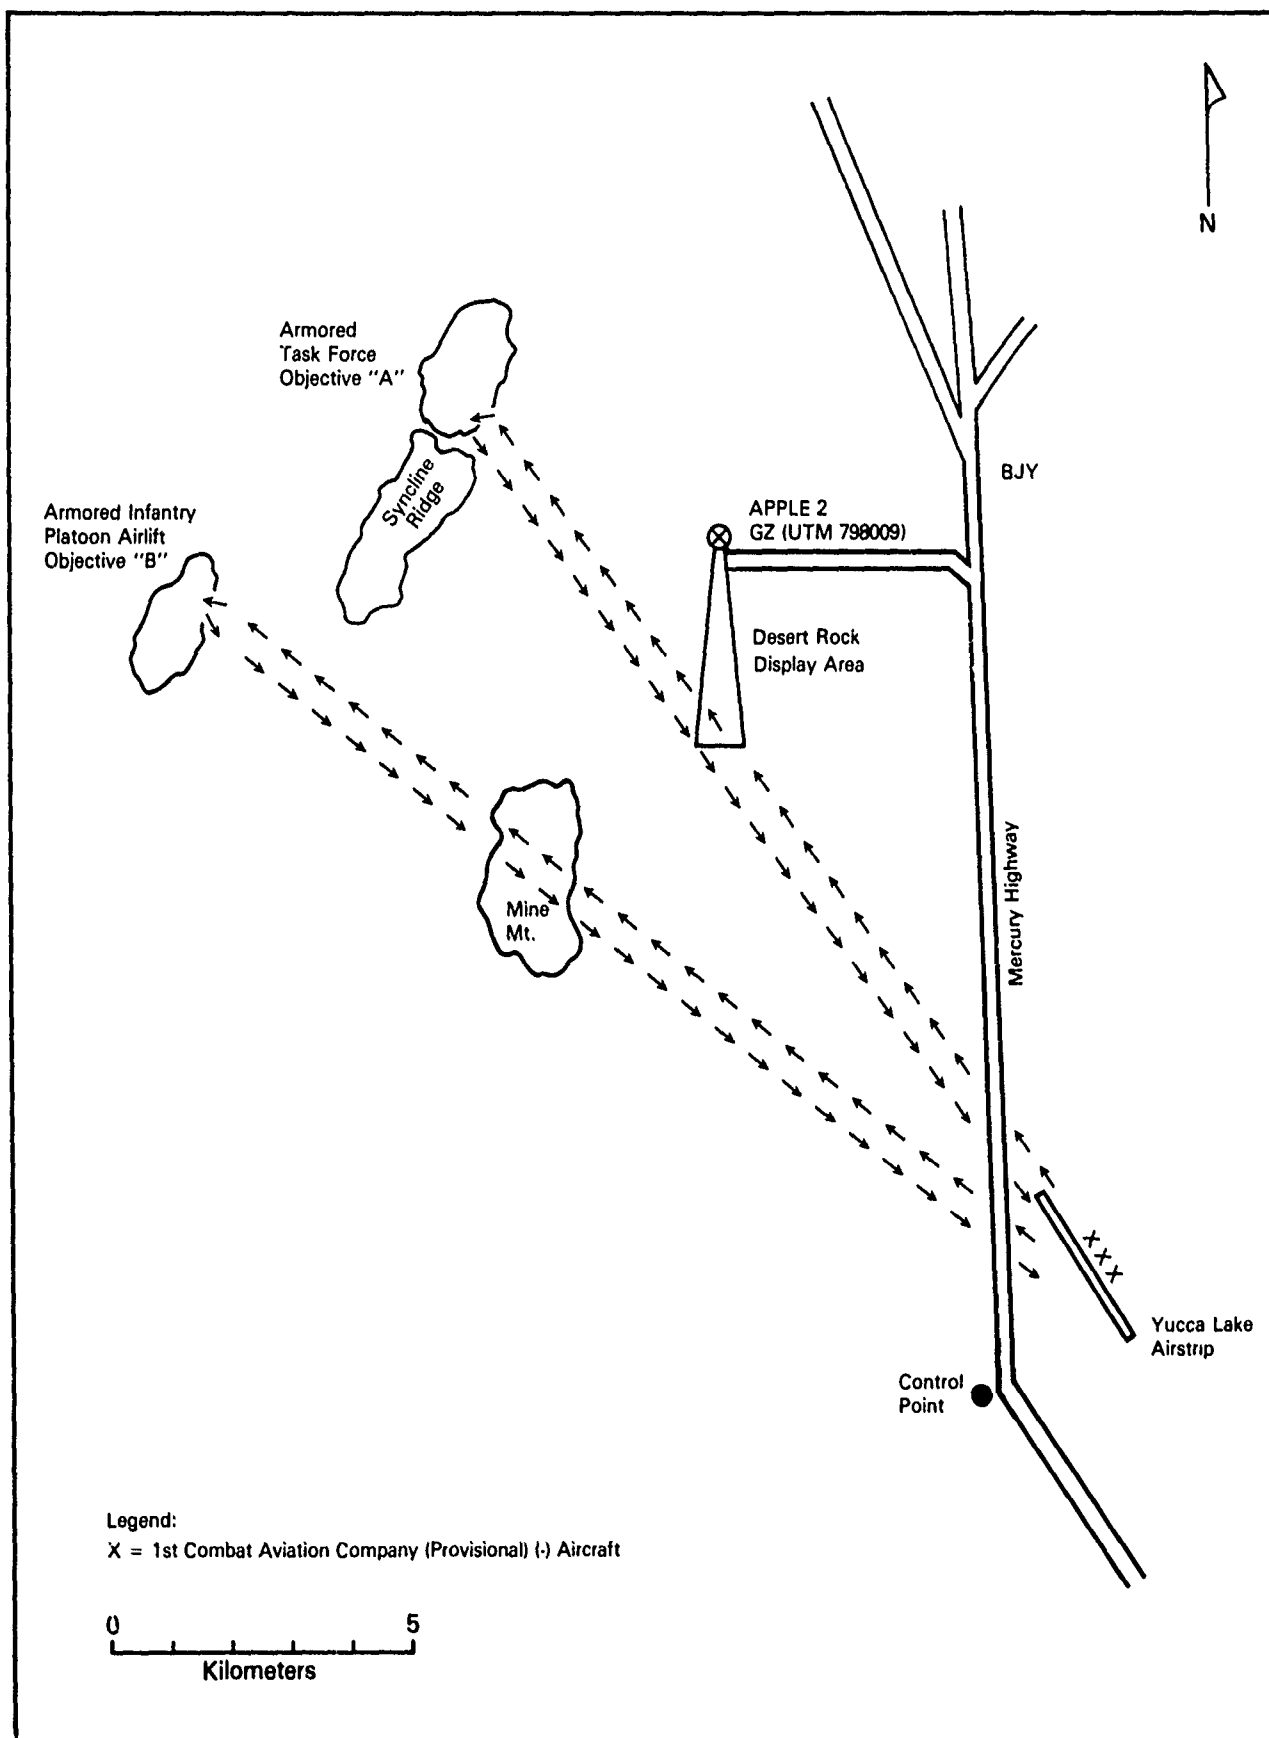 N
Armored
Task Force
Objective "A"
Syncline
Ridge
BJY
APPLE 2
GZ (UTM 798009)
Armored Infantry
Platoon Airlift
Objective "B"
Desert Rock
Display Area
Mercury Highway
Mine
Mt.
XXX
Yucca Lake
Airstrip
Control
Point
Legend:
X = 1st Combat Aviation Company (Provisional) (-) Aircraft
0 5
Kilometers